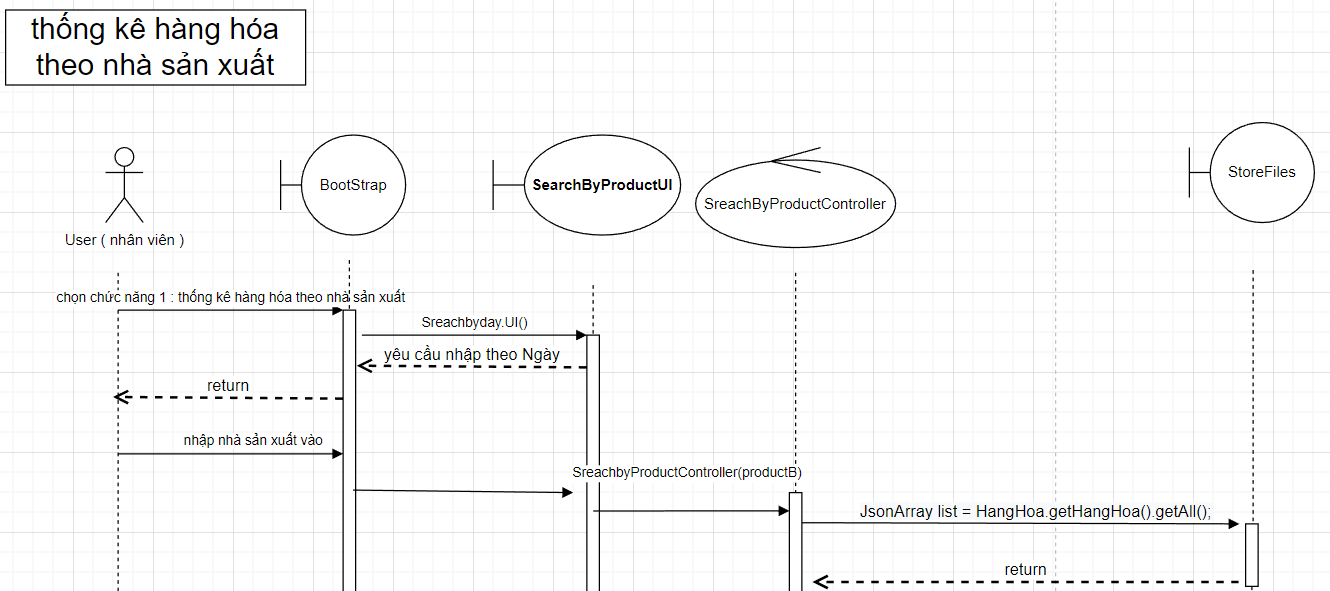 thống kê hàng hóa
theo nhà sản xuất
BootStrap
SearchByProductUI
SreachByProductController
StoreFiles
User ( nhân viên )
chọn chức năng 1 : thống kê hàng hóa theo nhà sản xuất
Sreachbyday.UI()
yêu cầu nhập theo Ngày
return
nhập nhà sản xuất vào
SreachbyProductController(productB)
JsonArray list = HangHoa.getHangHoa().getAll();
return